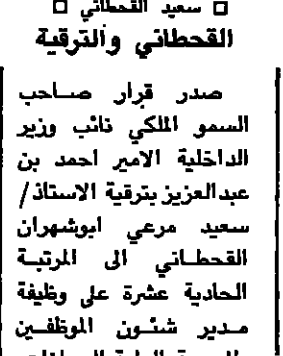 □ سعيد القحطاني □
القحطاني والترقية
صدر قرار صاحب
السمو الملكي نائب وزير
الداخلية الامير احمد بن
عبدالعزيز بترقية الاستاذ/
سعيد مرعي ابوشهران
القحطاني الى المرتبة
الحادية عشرة على وظيفة
مدير شئون الموظفين